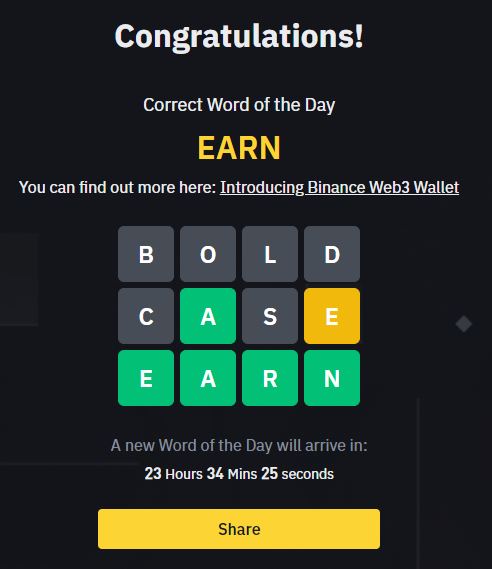 Congratulations!
Correct Word of the Day
EARN
You can find out more here: Introducing Binance Web3 Wallet
B O L D
C A S E
E A R N
A new Word of the Day will arrive in:
23 Hours 34 Mins 25 seconds
Share